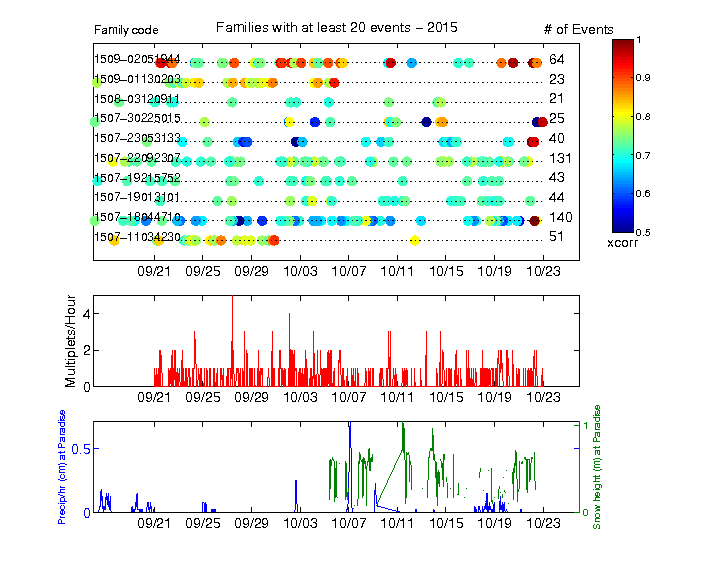 Families with at least 20 events – 2015
Family code
# of Events
1509–02051944 64
1509–01130203 23
1508–03120911 21
1507–30225015 25
1507–23053133 40
1507–22092307 131
1507–19215752 43
1507–19013101 44
1507–18044710 140
1507–11034230 51
1
0.9
0.8
0.7
0.6
0.5
xcorr
09/21 09/25 09/29 10/03 10/07 10/11 10/15 10/19 10/23
Multiplets/Hour
4
2
0
09/21 09/25 09/29 10/03 10/07 10/11 10/15 10/19 10/23
Precip/hr (cm) at Paradise
0.5
0
Snow height (m) at Paradise
1
0
09/21 09/25 09/29 10/03 10/07 10/11 10/15 10/19 10/23